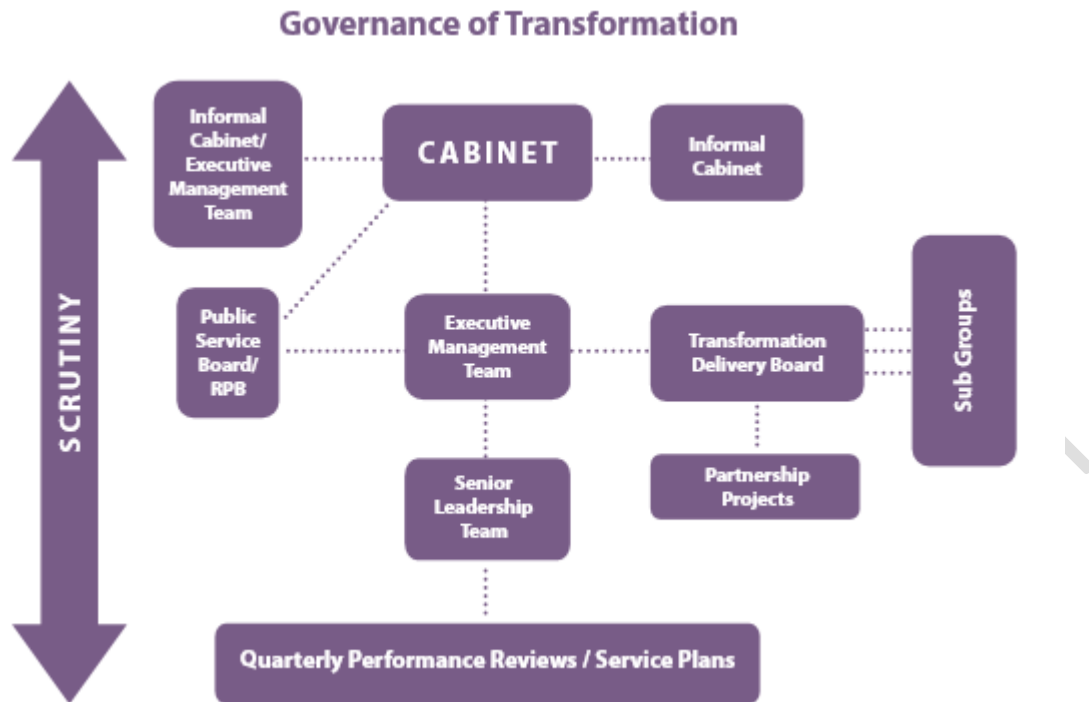 Governance of Transformation
Informal
Cabinet/
Executive
Management
Team
CABINET
Informal
Cabinet
SCRUTINY
Public
Service
Board/
RPB
Executive
Management
Team
Transformation
Delivery Board
Sub Groups
Senior
Leadership
Team
Partnership
Projects
Quarterly Performance Reviews / Service Plans